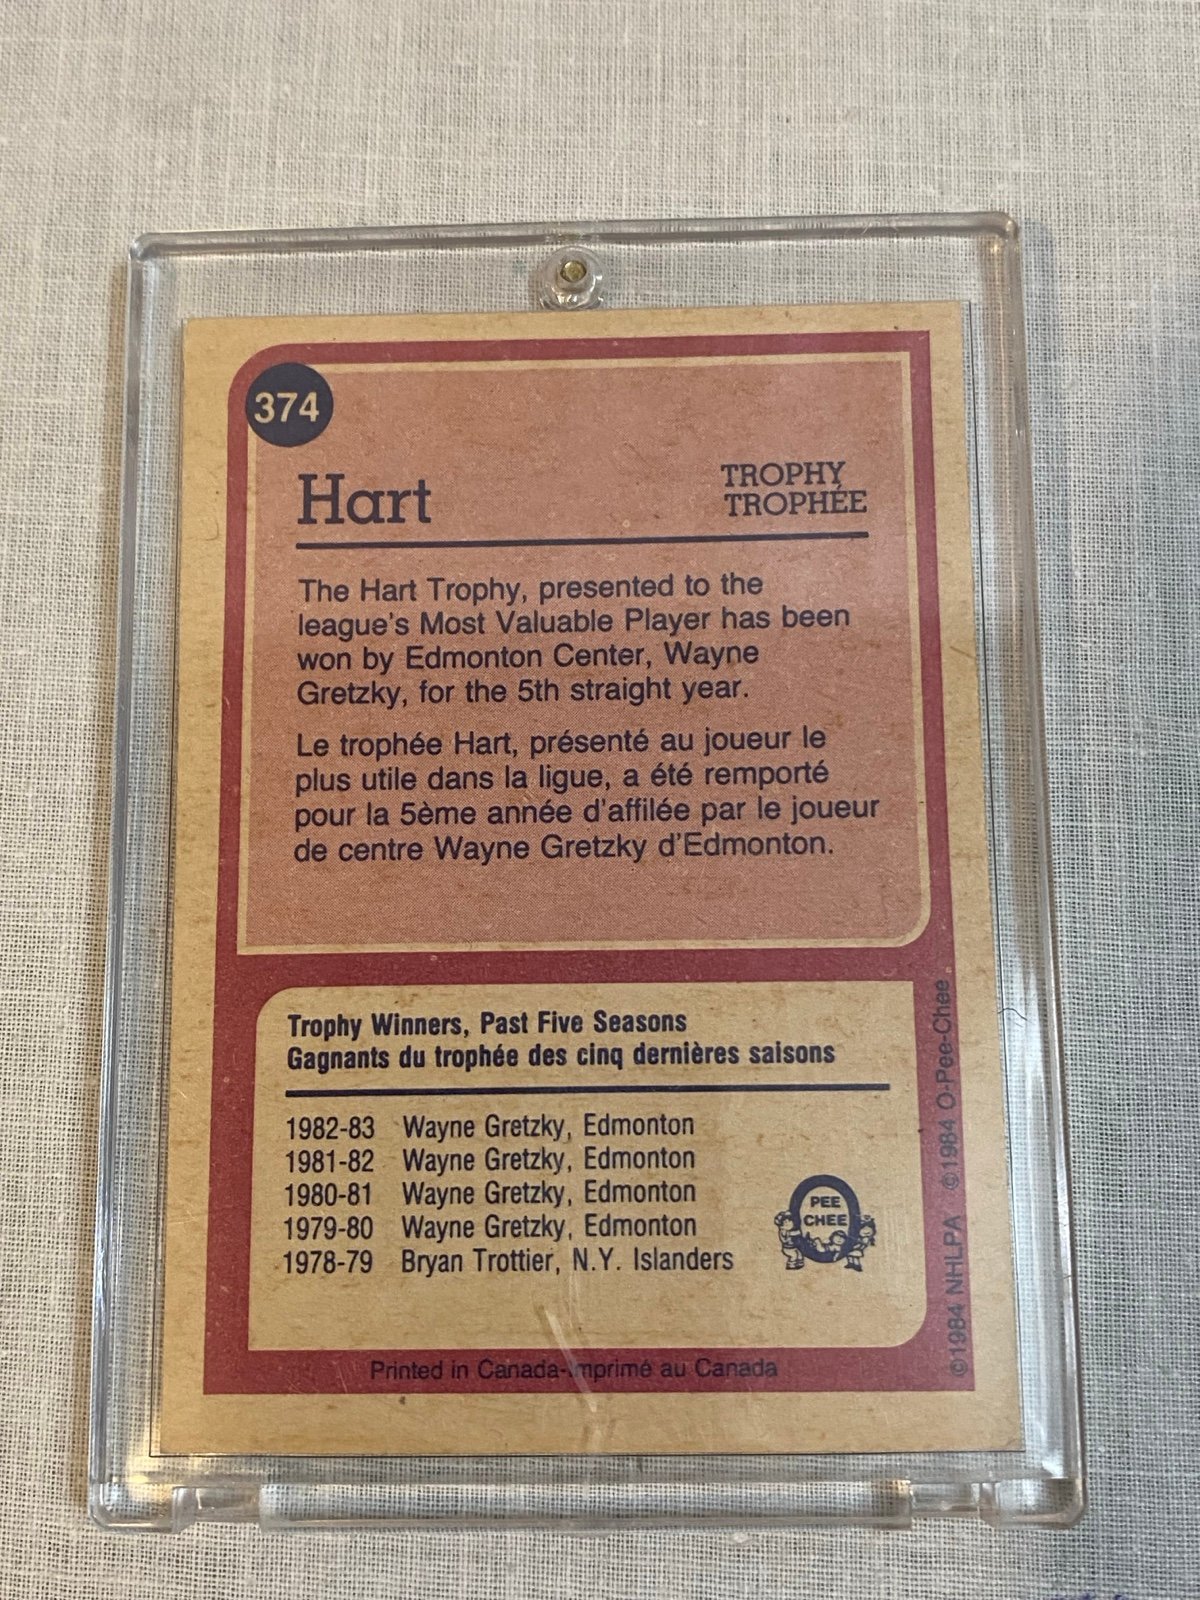 374
Hart
TROPHY
TROPHÉE
The Hart Trophy, presented to the
league's Most Valuable Player has been
won by Edmonton Center, Wayne
Gretzky, for the 5th straight year.
Le trophée Hart, présenté au joueur le
plus utile dans la ligue, a été remporté
pour la 5ème année d'affilée par le joueur
de centre Wayne Gretzky d'Edmonton.
Trophy Winners, Past Five Seasons
Gagnants du trophée des cinq dernières saisons
1982-83 Wayne Gretzky, Edmonton
1981-82 Wayne Gretzky, Edmonton
1980-81 Wayne Gretzky, Edmonton
1979-80 Wayne Gretzky, Edmonton
1978-79 Bryan Trottier, N.Y. Islanders
PEE
CHEE
Printed in Canada-Imprimé au Canada
©1984 NHLPA ©1984 O-Pee-Chee